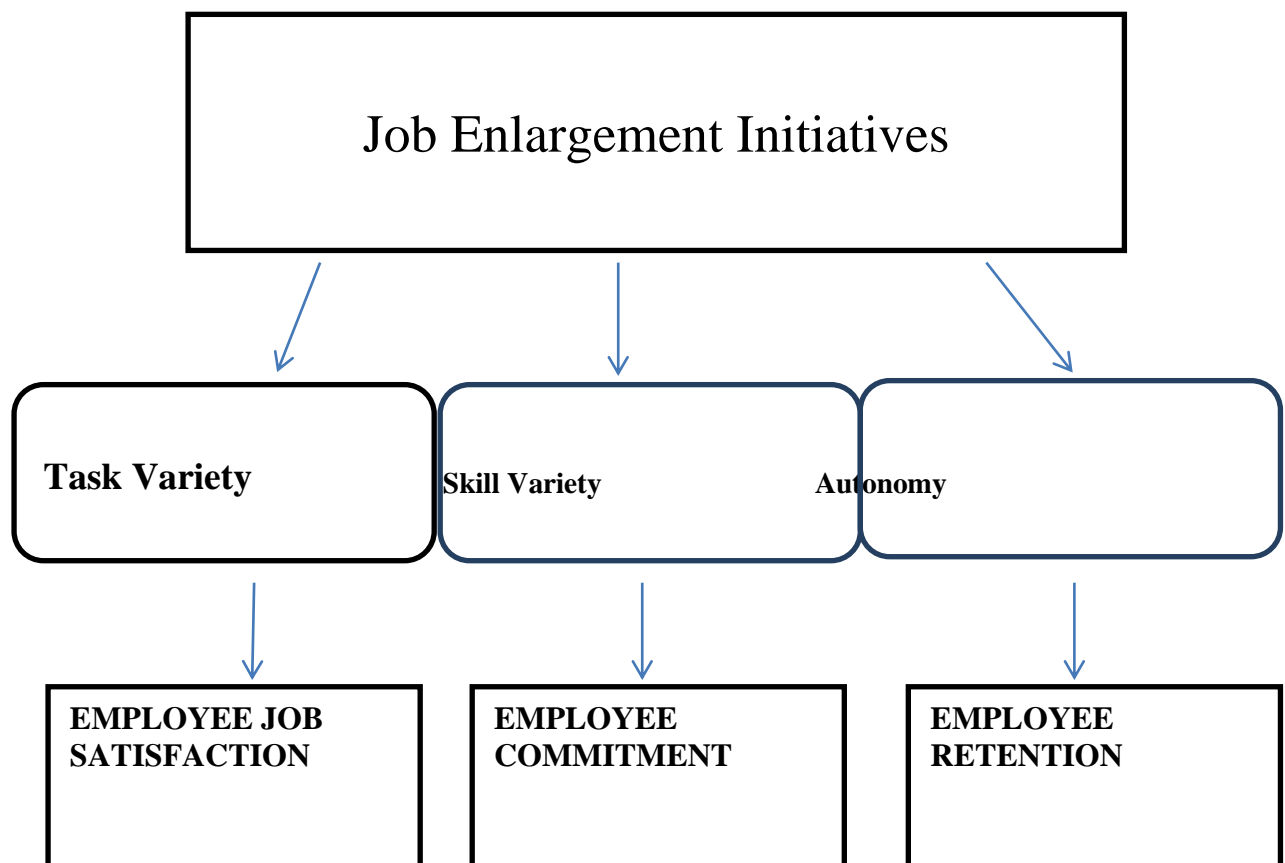 Job Enlargement Initiatives
Task Variety
Skill Variety
Autonomy
EMPLOYEE JOB
SATISFACTION
EMPLOYEE
COMMITMENT
EMPLOYEE
RETENTION